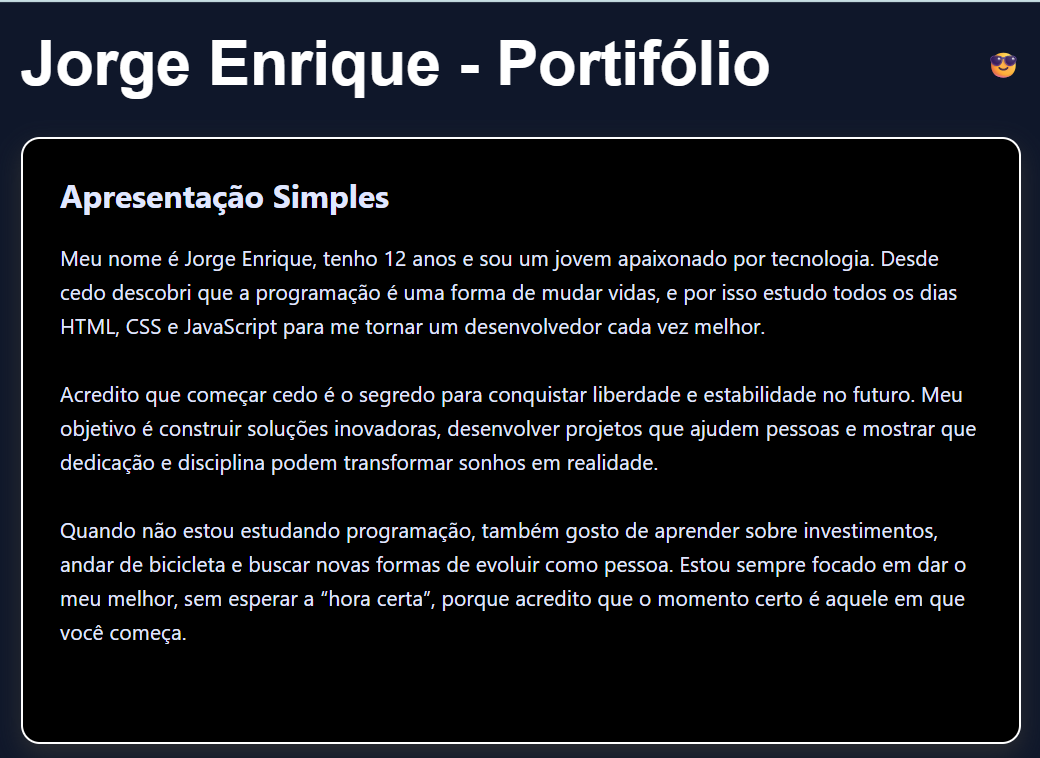 Jorge Enrique - Portifólio
Apresentação Simples
Meu nome é Jorge Enrique, tenho 12 anos e sou um jovem apaixonado por tecnologia. Desde
cedo descobri que a programação é uma forma de mudar vidas, e por isso estudo todos os dias
HTML, CSS e JavaScript para me tornar um desenvolvedor cada vez melhor.
Acredito que começar cedo é o segredo para conquistar liberdade e estabilidade no futuro. Meu
objetivo é construir soluções inovadoras, desenvolver projetos que ajudem pessoas e mostrar que
dedicação e disciplina podem transformar sonhos em realidade.
Quando não estou estudando programação, também gosto de aprender sobre investimentos,
andar de bicicleta e buscar novas formas de evoluir como pessoa. Estou sempre focado em dar o
meu melhor, sem esperar a “hora certa”, porque acredito que o momento certo é aquele em que
você começa.